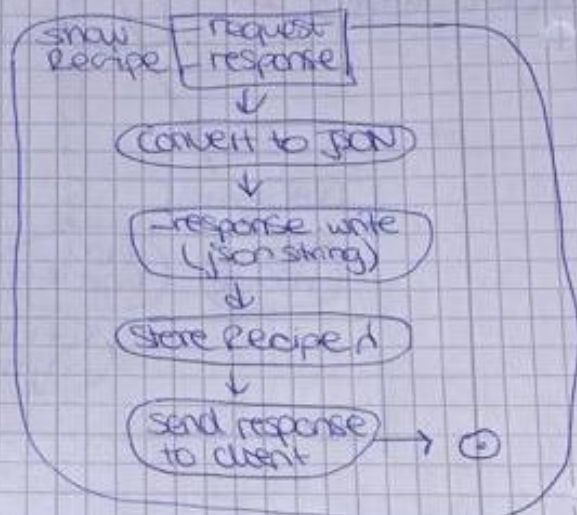 show - request
Recipe - response
convert to JSON
-response write
(json string)
Store Recipe
send response
to client